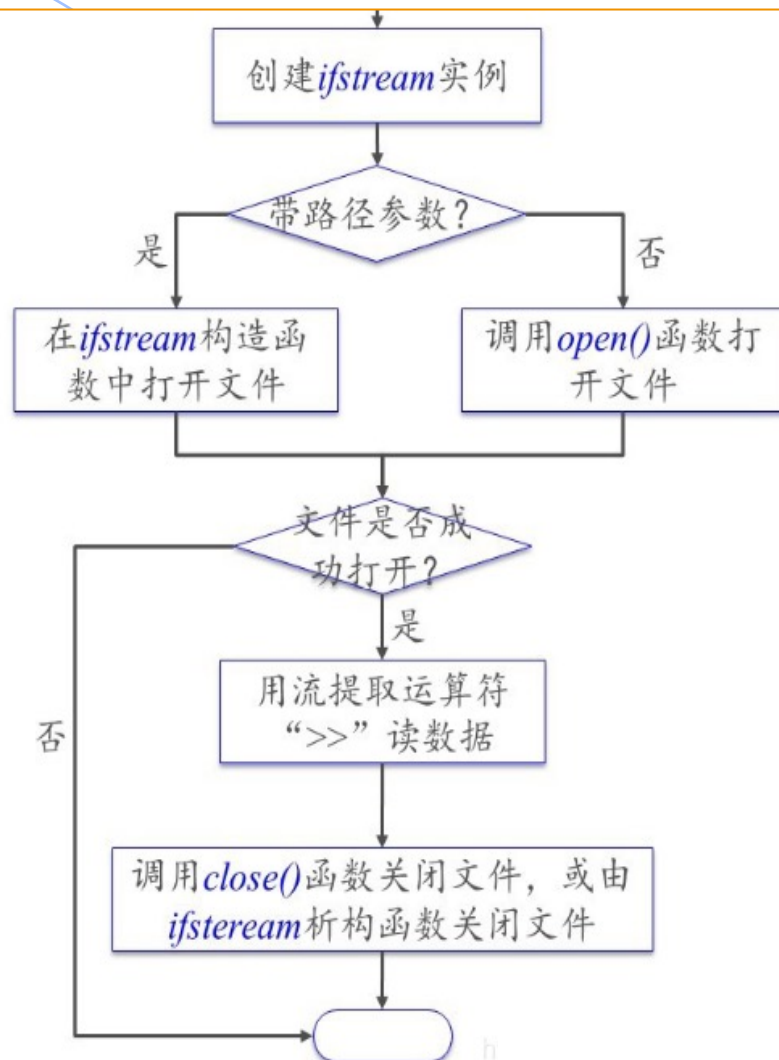 创建ifstream实例
带路径参数?
是
否
在ifstream构造函
数中打开文件
调用open()函数打
开文件
文件是否成
功打开?
是
否
用流提取运算符
“>>”读数据
调用close()函数关闭文件，或由
ifsteream析构函数关闭文件
h